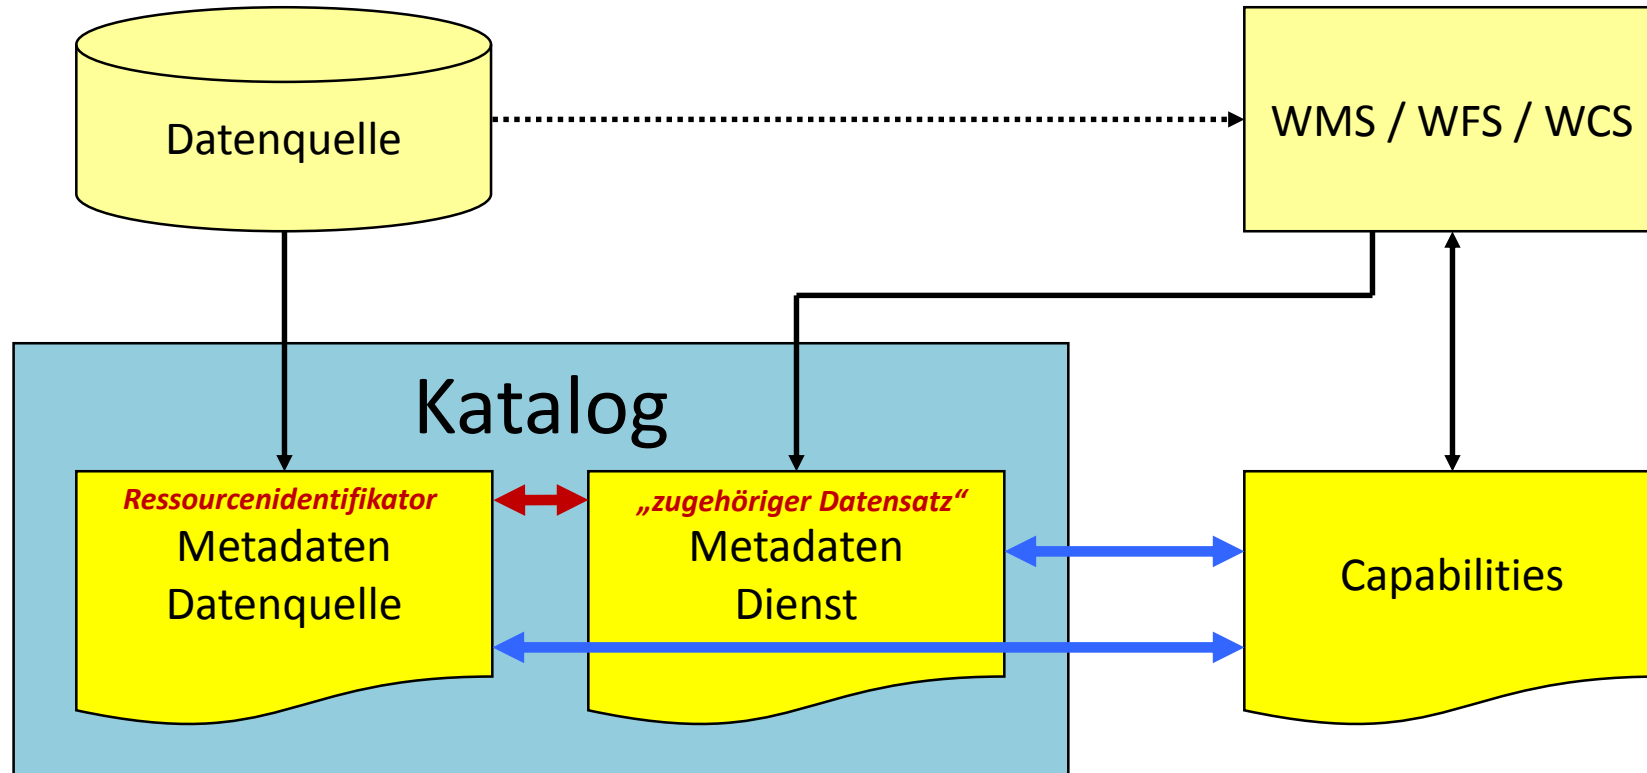 Datenquelle
WMS / WFS / WCS
Katalog
Ressourcenidentifikator
Metadaten
Datenquelle
„zugehöriger Datensatz“
Metadaten
Dienst
Capabilities